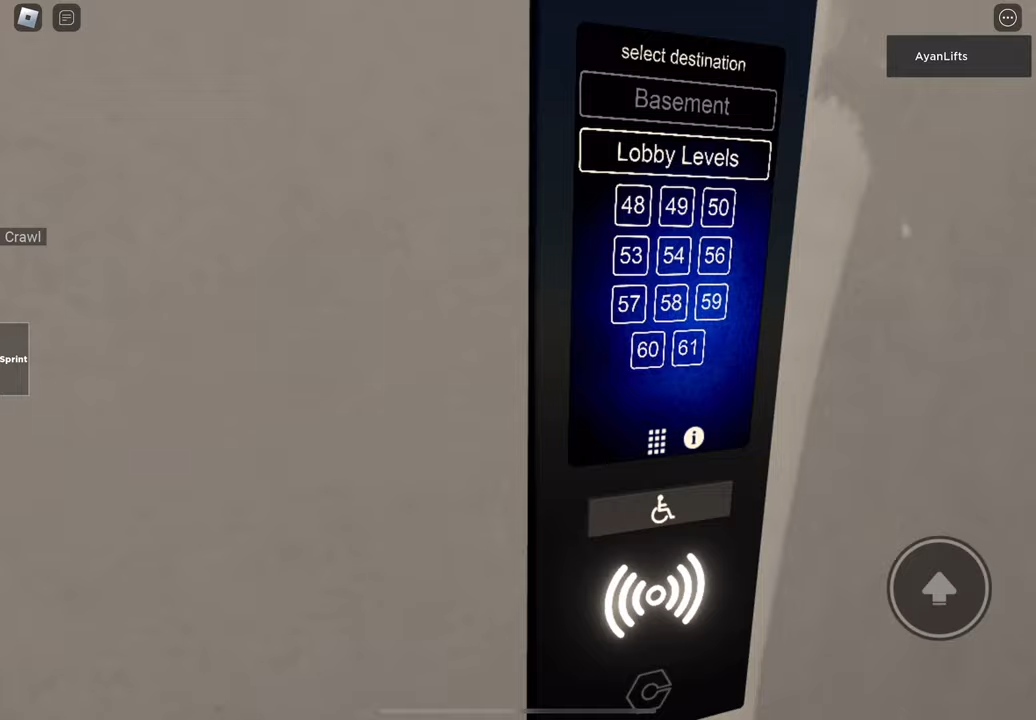 AyanLifts
select destination
Basement
Lobby Levels
48 49 50
53 54 56
57 58 59
60 61
i
Crawl
Sprint